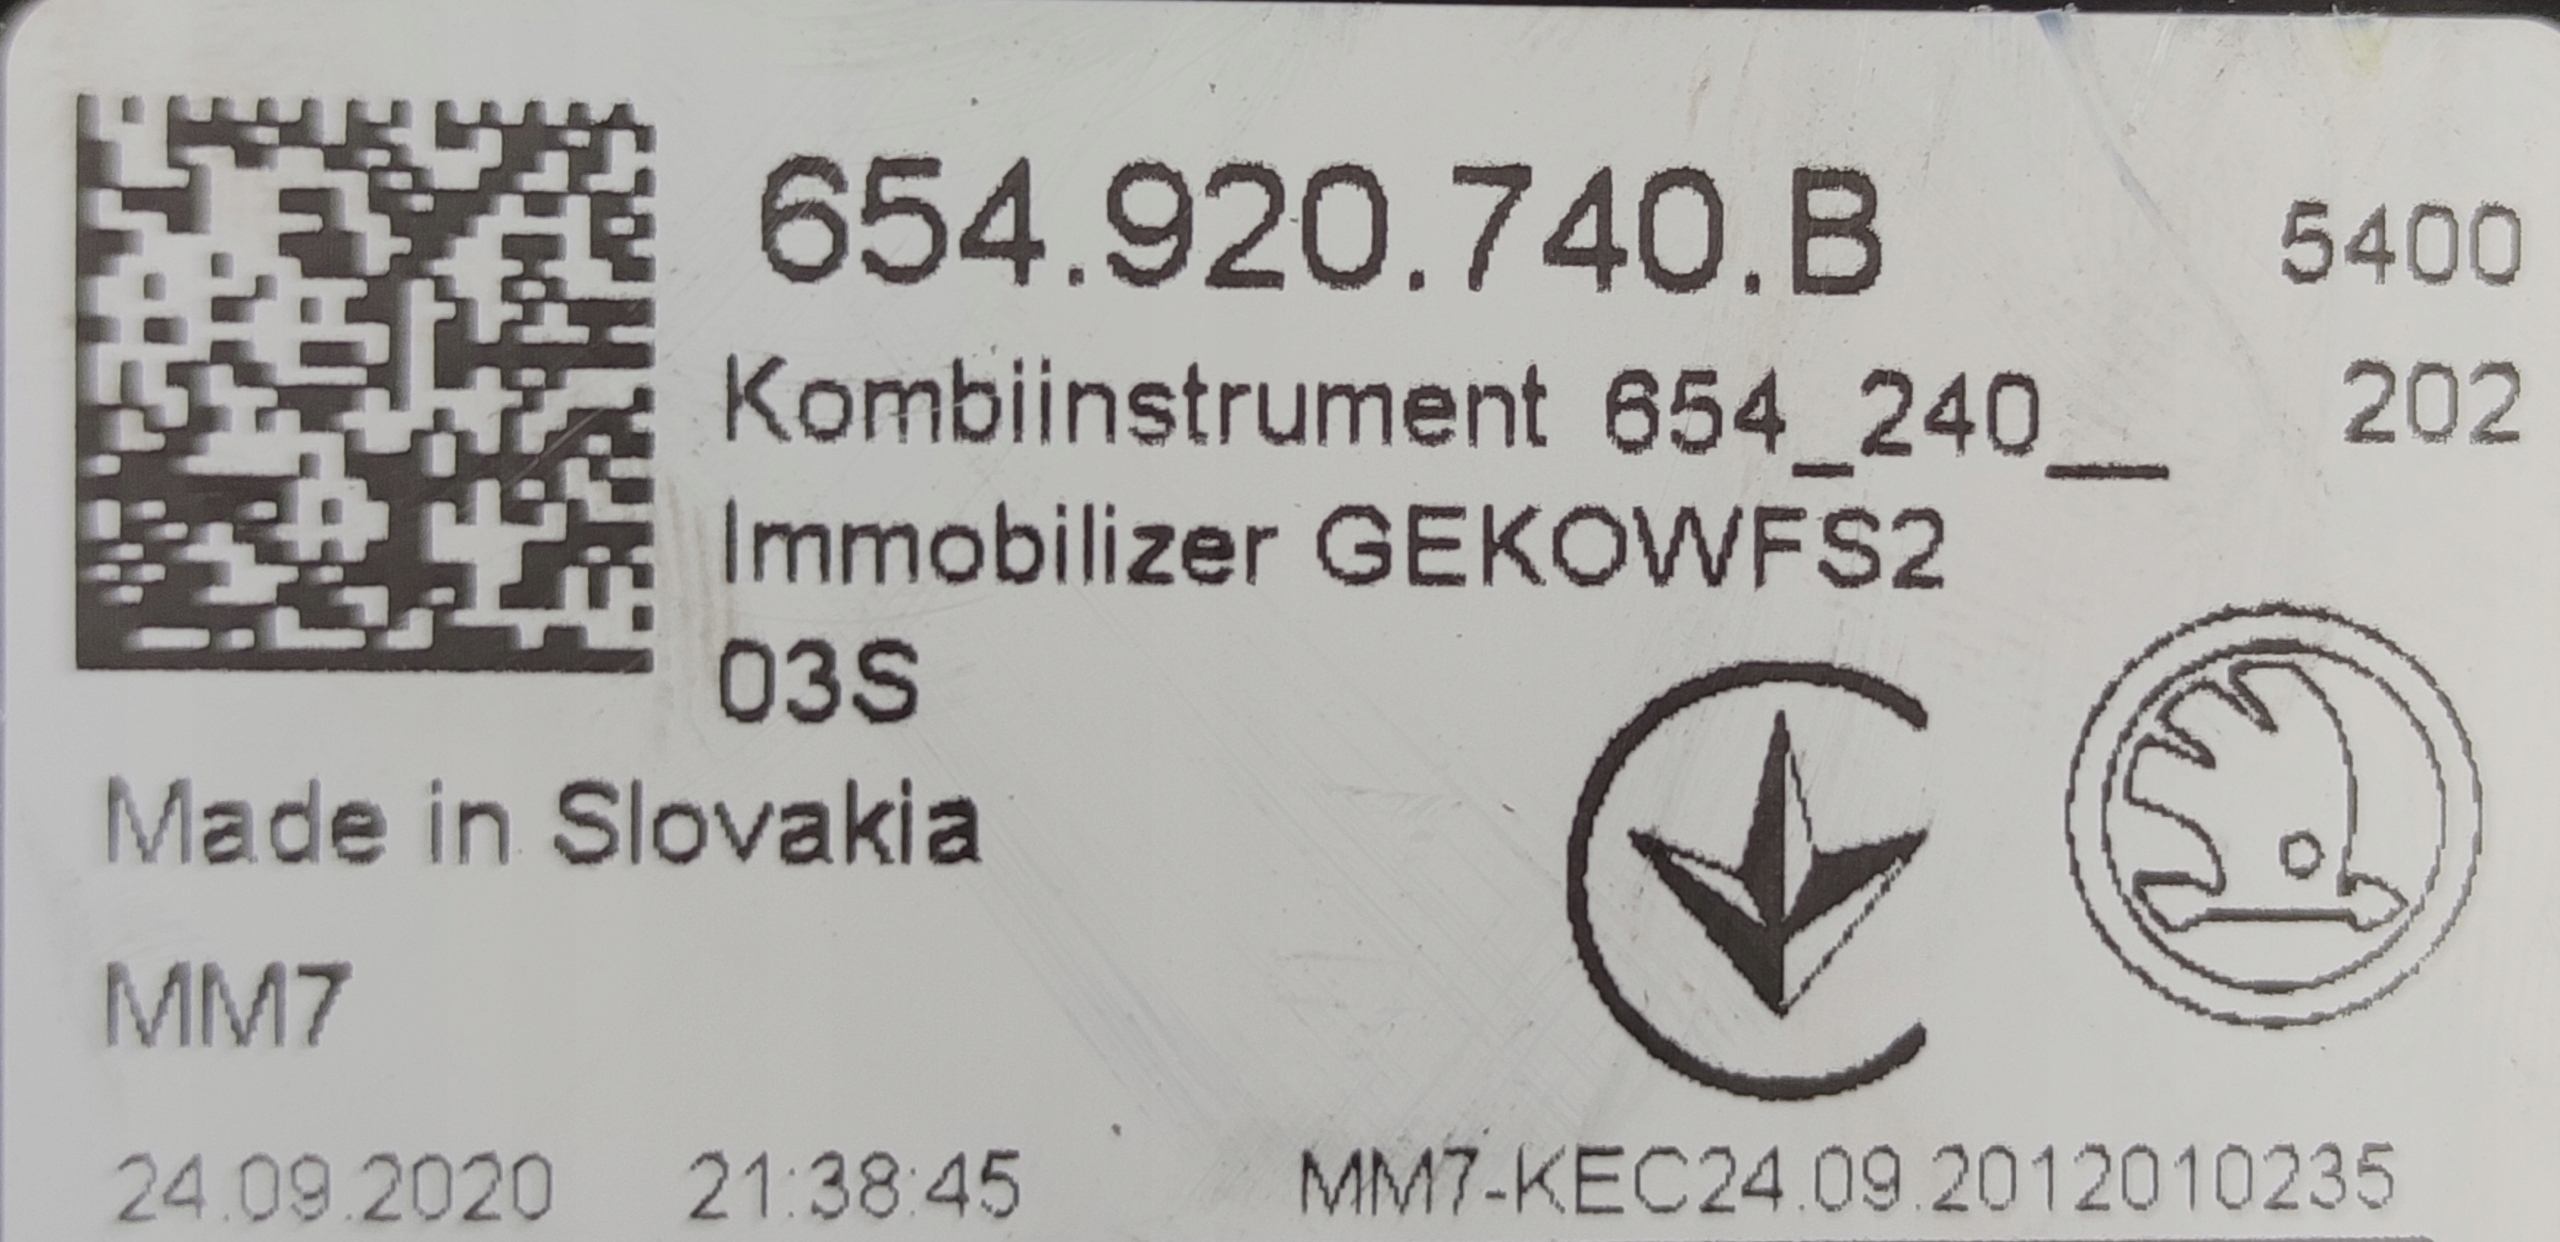 654.920.740.B 5400
Kombiinstrument 654_240__ 202
Immobilizer GEKOWFS2
03S
Made in Slovakia
MM7
24.09.2020 21:38:45 MM7-KEC24.09.2012010235